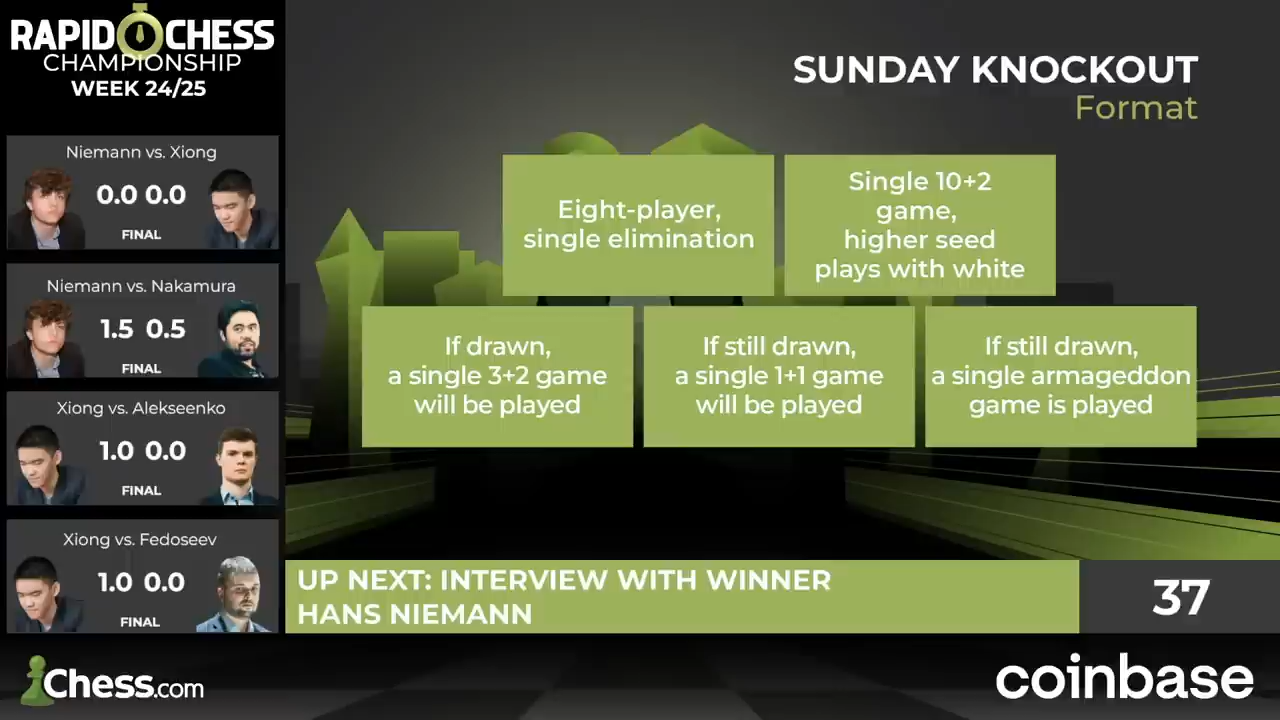 RAPID CHESS
CHAMPIONSHIP
WEEK 24/25
Niemann vs. Xiong
0.0 0.0
FINAL
Niemann vs. Nakamura
1.5 0.5
FINAL
Xiong vs. Alekseenko
1.0 0.0
FINAL
Xiong vs. Fedoseev
1.0 0.0
FINAL
Chess.com
SUNDAY KNOCKOUT
Format
Eight-player,
single elimination
Single 10+2
game,
higher seed
plays with white
If drawn,
a single 3+2 game
will be played
If still drawn,
a single 1+1 game
will be played
If still drawn,
a single armageddon
game is played
UP NEXT: INTERVIEW WITH WINNER
HANS NIEMANN
37
coinbase